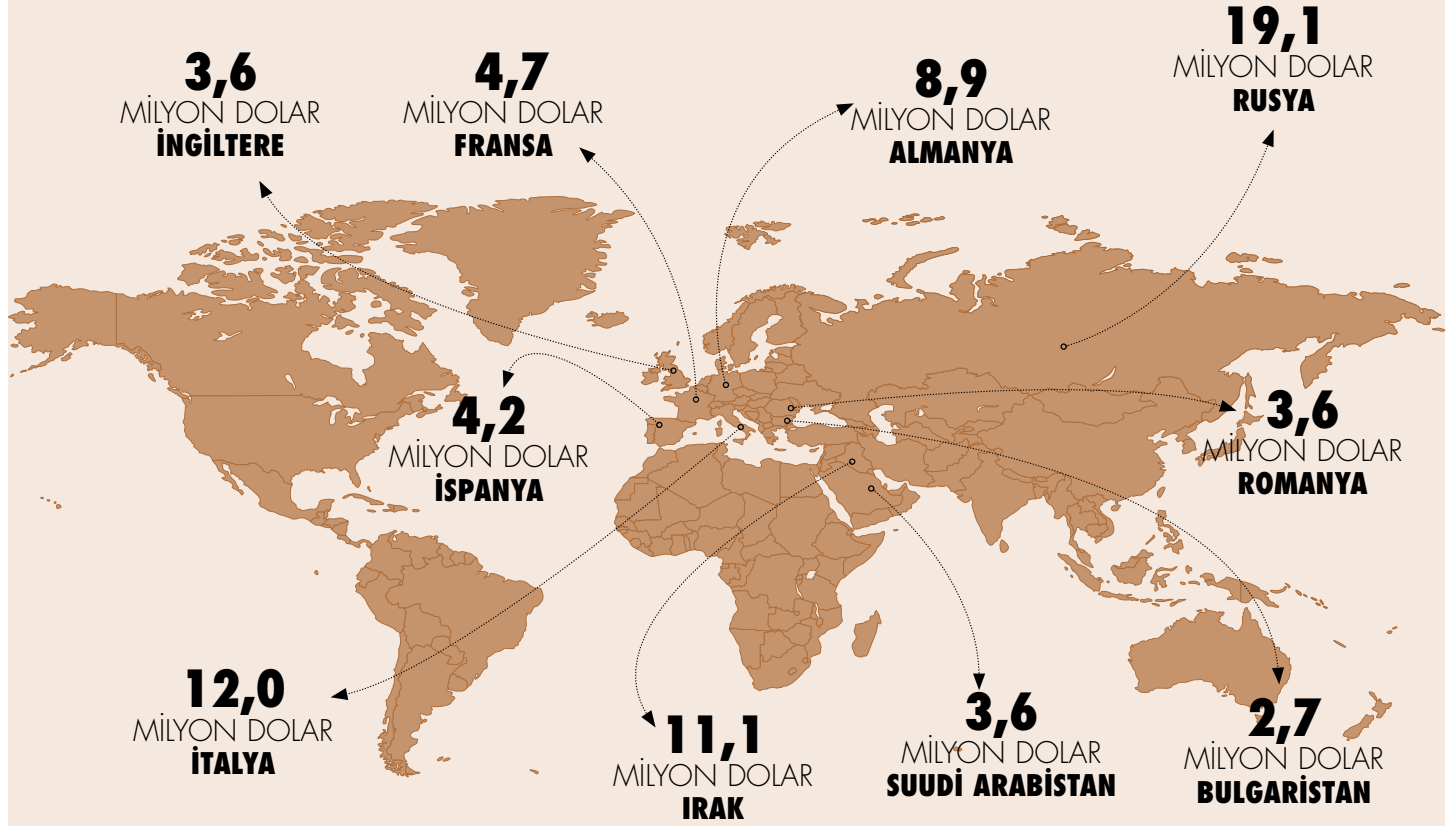 3,6
MİLYON DOLAR
İNGİLTERE
4,7
MİLYON DOLAR
FRANSA
8,9
MİLYON DOLAR
ALMANYA
19,1
MİLYON DOLAR
RUSYA
4,2
MİLYON DOLAR
İSPANYA
3,6
MİLYON DOLAR
ROMANYA
12,0
MİLYON DOLAR
İTALYA
11,1
MİLYON DOLAR
IRAK
3,6
MİLYON DOLAR
SUUDİ ARABİSTAN
2,7
MİLYON DOLAR
BULGARİSTAN